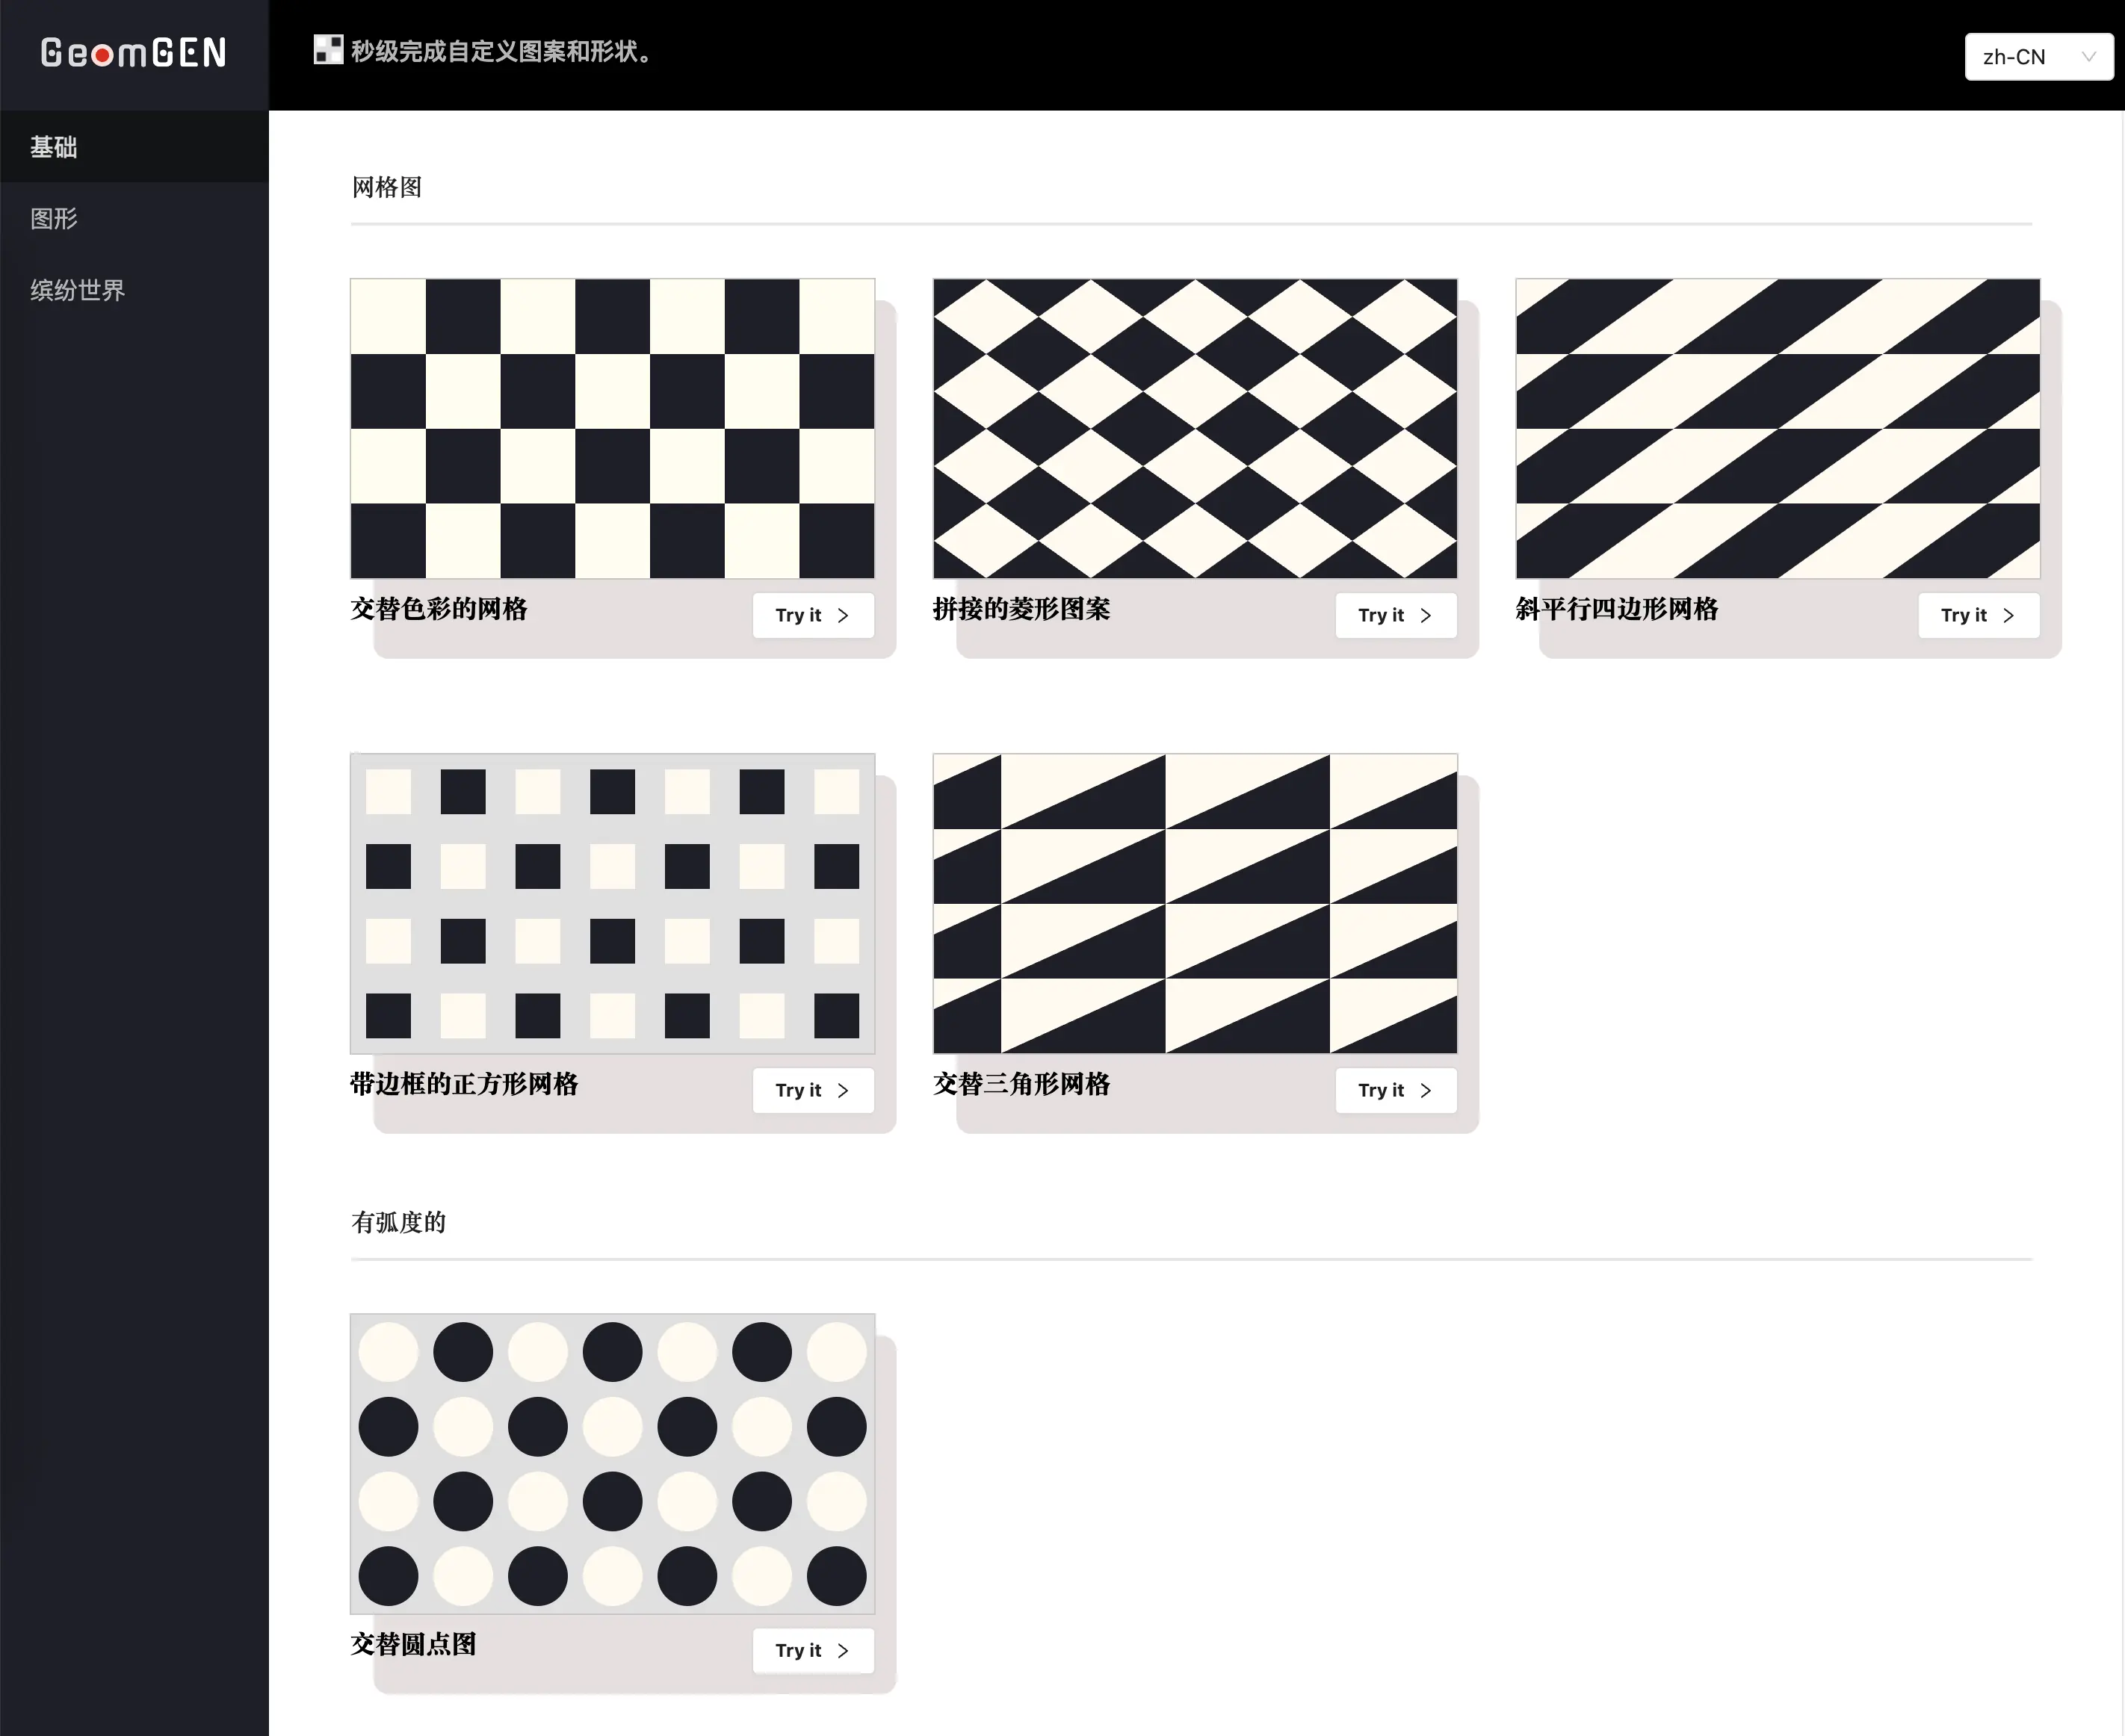 GeomGEN
秒级完成自定义图案和形状。
zh-CN
基础
图形
缤纷世界
网格图
交替色彩的网格
Try it
拼接的菱形图案
Try it
斜平行四边形网格
Try it
带边框的正方形网格
Try it
交替三角形网格
Try it
有弧度的
交替圆点图
Try it